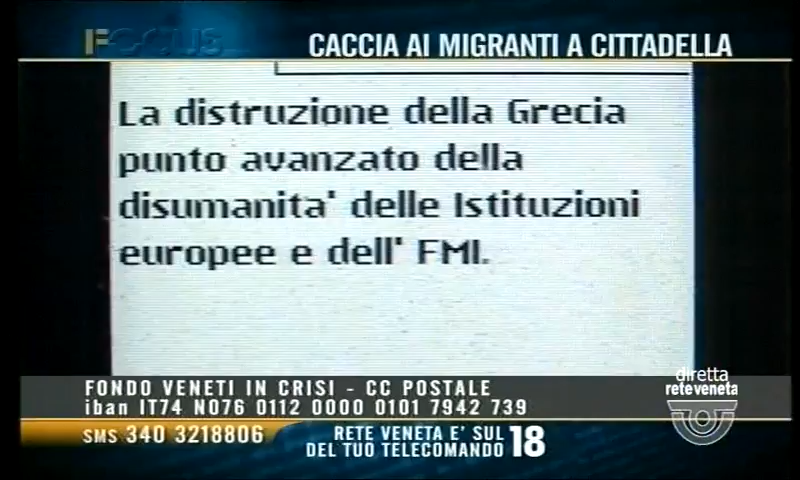 FOCUS
CACCIA AI MIGRANTI A CITTADELLA
La distruzione della Grecia
punto avanzato della
disumanita' delle Istituzioni
europee e dell' FMI.
FONDO VENETI IN CRISI - CC POSTALE
iban IT74 N076 0112 0000 0101 7942 739
diretta
reteveneta
SMS 340 3218806
RETE VENETA E' SUL
DEL TUO TELECOMANDO 18